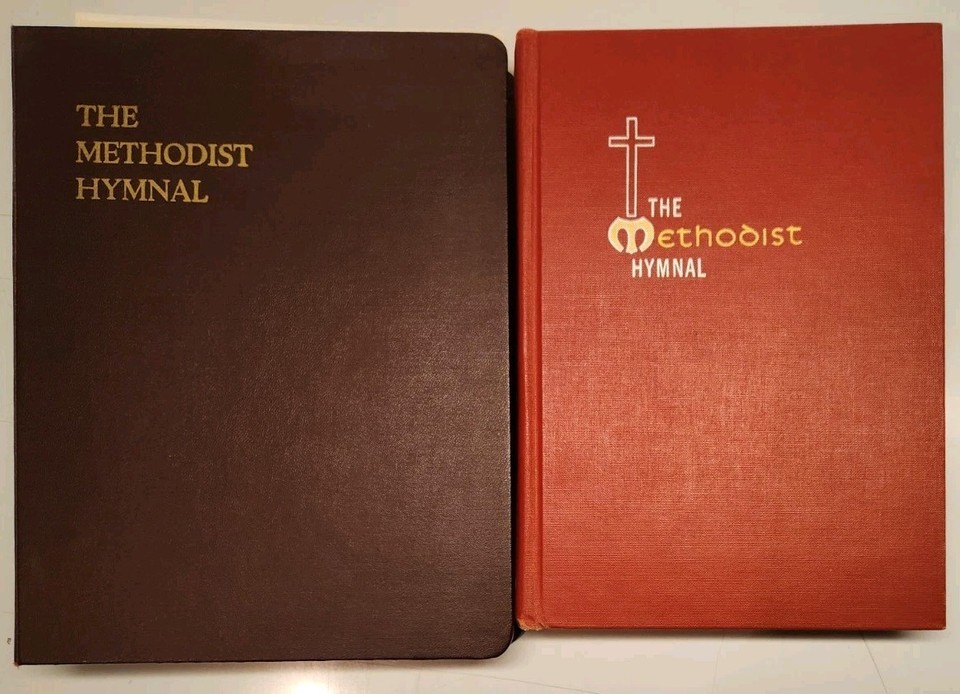 THE
METHODIST
HYMNAL
THE
Methodist
HYMNAL